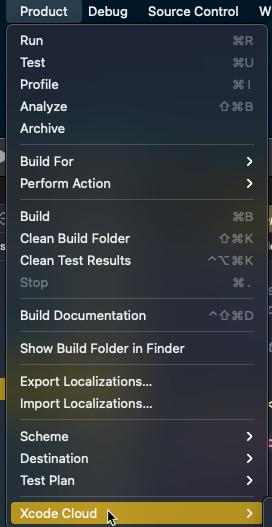 Product Debug Source Control W
Run ⌘R
Test ⌘U
Profile ⌘I
Analyze ⇧⌘B
Archive
Build For
Perform Action
Build ⌘B
Clean Build Folder ⇧⌘K
Clean Test Results ^⌥⌘K
Stop ⌘.
Build Documentation ^⇧⌘D
Show Build Folder in Finder
Export Localizations...
Import Localizations...
Scheme
Destination
Test Plan
Xcode Cloud